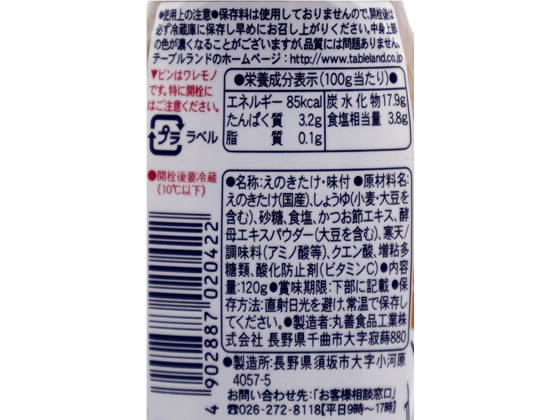 ●使用上の注意●保存料は使用しておりませんので、開栓後は
必ず冷蔵庫に保存し早めにお召し上がりください。中身上部
の色が濃くなることがございますが、品質には問題ありません。
テーブルランドのホームページ：http://www.tableland.co.jp/
▼ビンはワレモノ
です。特に開栓に
はご注意ください。
プラ ラベル
●開栓後要冷蔵
(10℃以下)
●栄養成分表示(100g当たり)●
エネルギー 85kcal 炭水化物 17.9g
たんぱく質 3.2g 食塩相当量 3.8g
脂質 0.1g
●名称:えのきたけ・味付●原材料名:
えのきたけ(国産)、しょうゆ(小麦・大豆を
含む)、砂糖、食塩、かつお節エキス、酵
母エキスパウダー(大豆を含む)、寒天/
調味料(アミノ酸等)、クエン酸、増粘多
糖類、酸化防止剤(ビタミンC)●内容
量:120g●賞味期限:下部に記載●保
存方法:直射日光を避け、常温で保存し
てください。●製造者:丸善食品工業株
式会社 長野県千曲市大字寂蒔880
●製造所:長野県須坂市大字小河原
4057-5
お問い合わせ先:「お客様相談窓口」
☎026-272-8118［平日9時～17時］
4 902887 020422